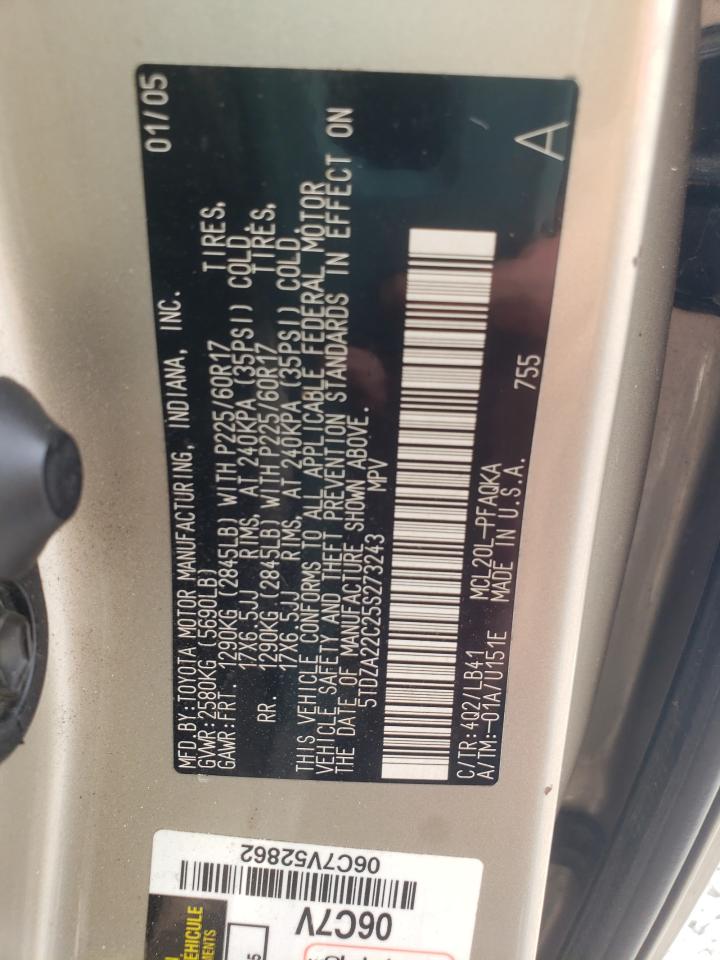 MFD.BY:TOYOTA MOTOR MANUFACTURING, INDIANA, INC. 01/05
GVWR:2580KG(5690LB)
GAWR:FRT. 1290KG (2845LB) WITH P225/60R17 TIRES,
17X6.5JJ RIMS, AT 240KPA (35PSI) COLD.
RR. 1290KG (2845LB) WITH P225/60R17 TIRES,
17X6.5JJ RIMS, AT 240KPA (35PSI) COLD.
THIS VEHICLE CONFORMS TO ALL APPLICABLE FEDERAL MOTOR
VEHICLE SAFETY AND THEFT PREVENTION STANDARDS IN EFFECT ON
THE DATE OF MANUFACTURE SHOWN ABOVE.
5TDZA22C25S273243 MPV
C/TR:4Q2/LB41 MCL20L-PFAQKA 755 A
A/TM:-01A/U151E MADE IN U.S.A.
06C7V52862
06C7V